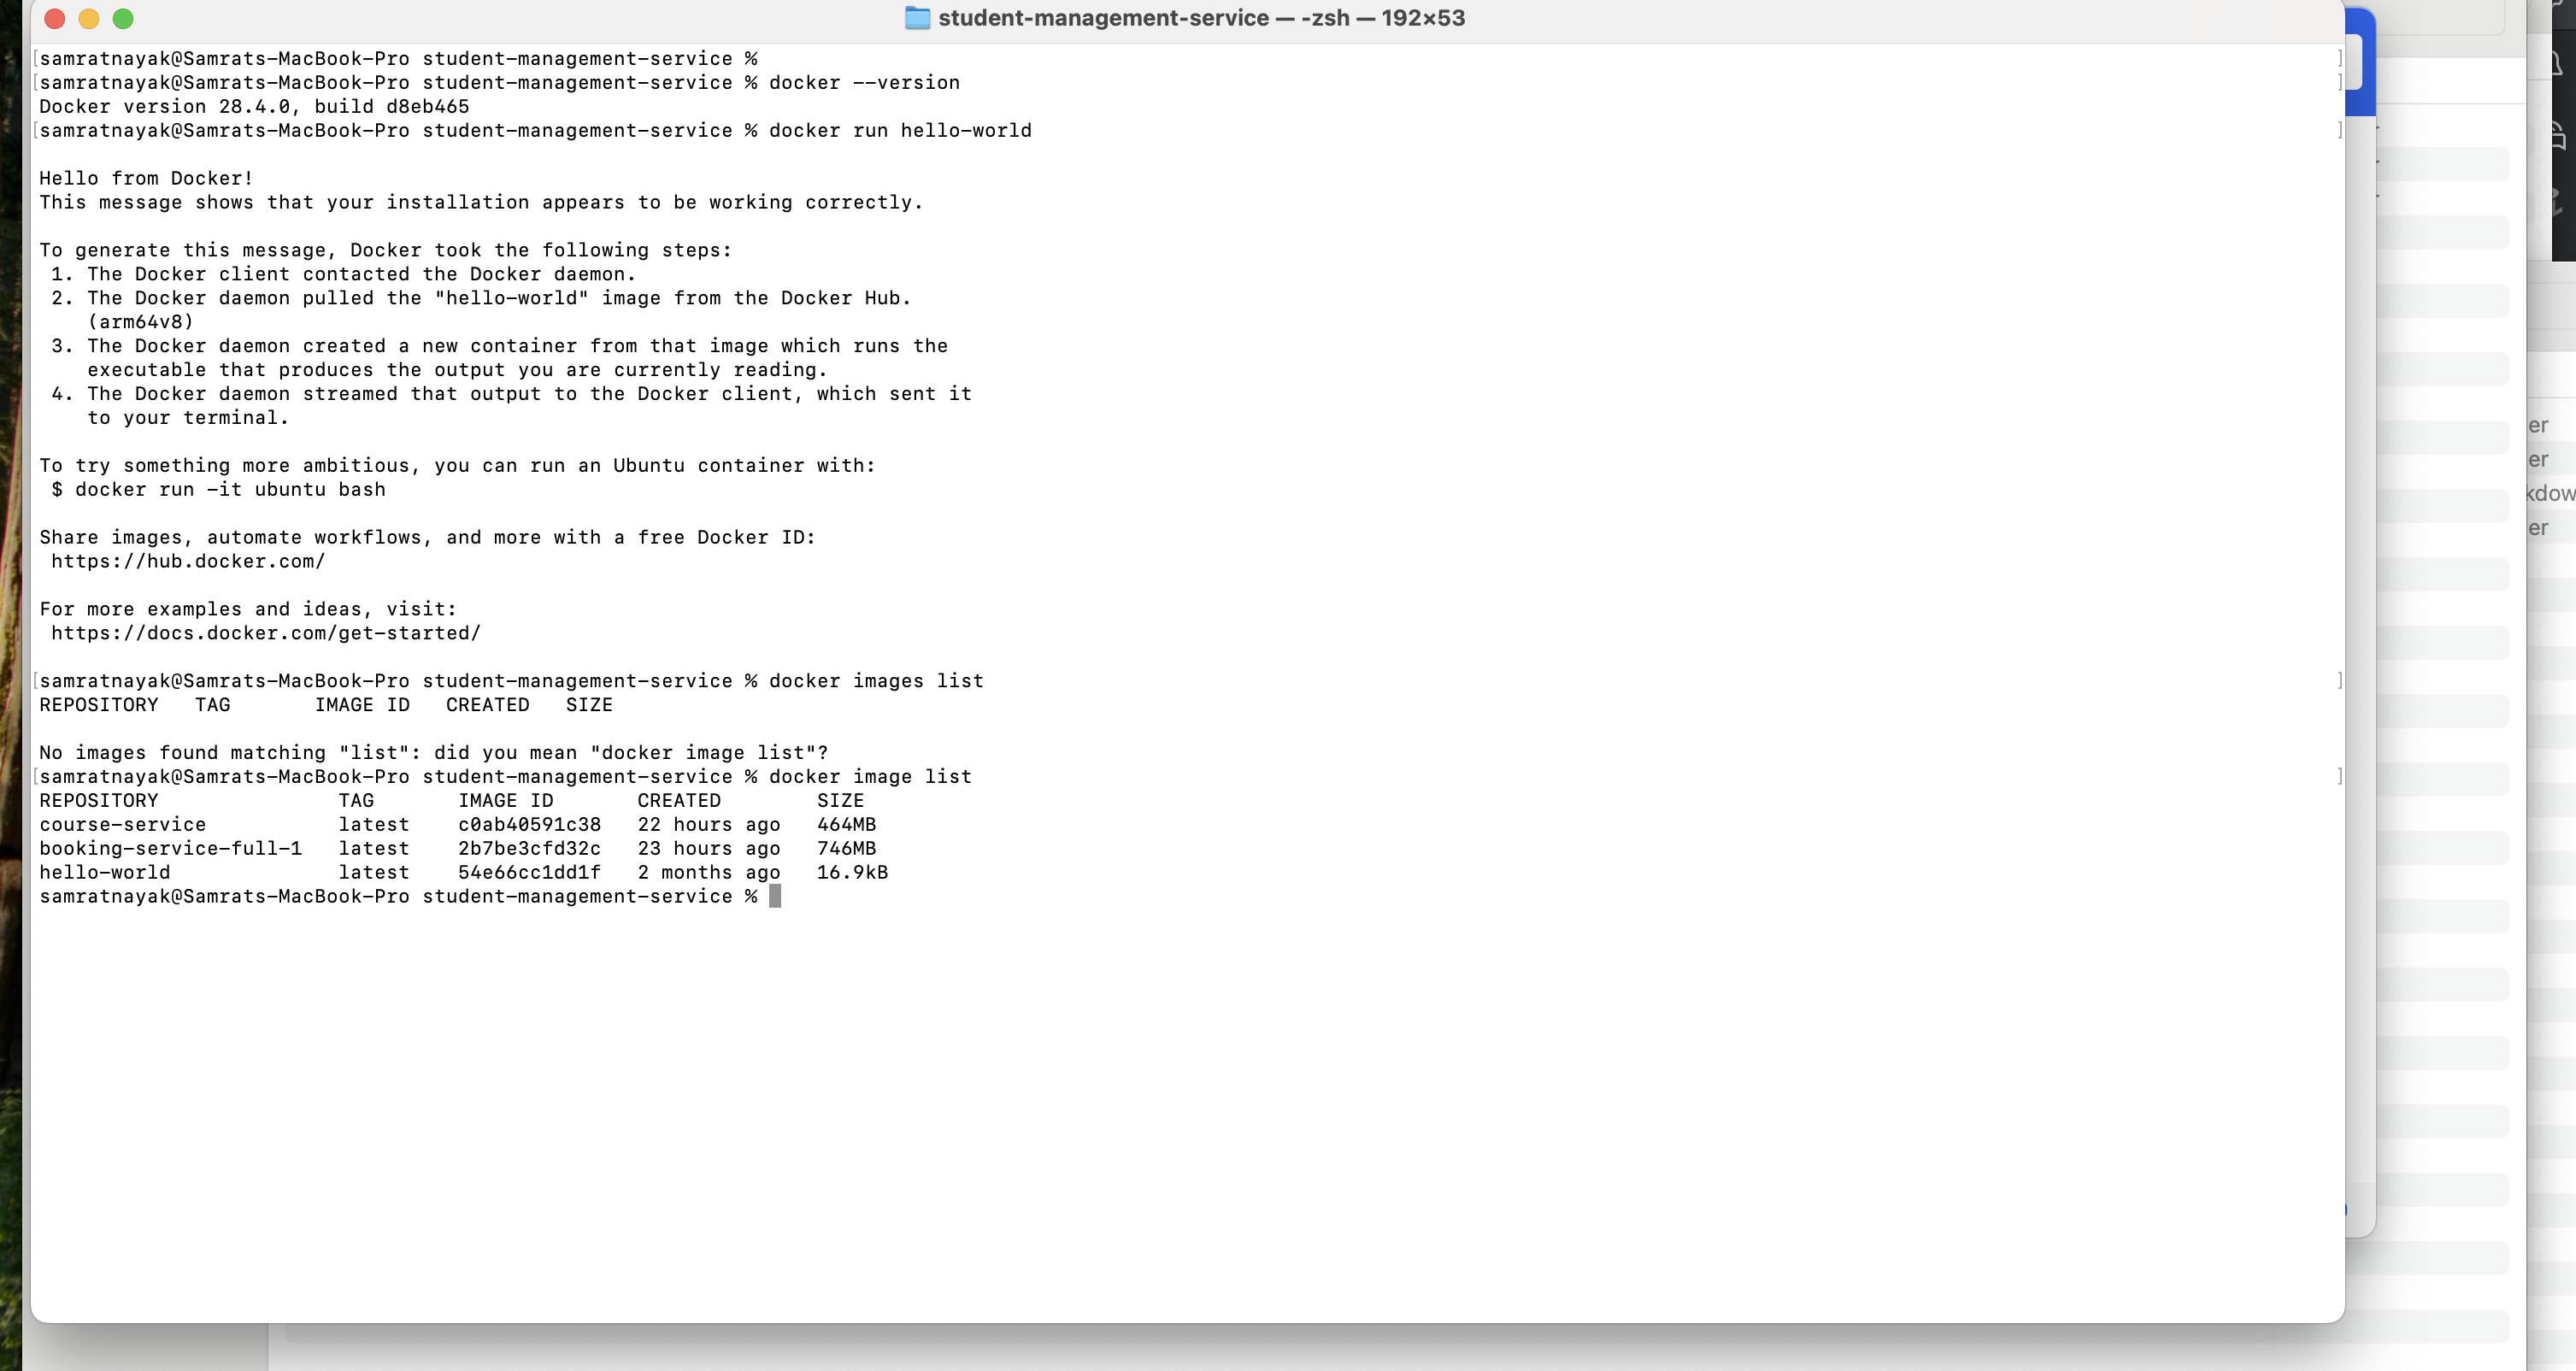 student-management-service — -zsh — 192×53
[samratnayak@Samrats-MacBook-Pro student-management-service % ]
[samratnayak@Samrats-MacBook-Pro student-management-service % docker --version ]
Docker version 28.4.0, build d8eb465
[samratnayak@Samrats-MacBook-Pro student-management-service % docker run hello-world ]
Hello from Docker!
This message shows that your installation appears to be working correctly.
To generate this message, Docker took the following steps:
1. The Docker client contacted the Docker daemon.
2. The Docker daemon pulled the "hello-world" image from the Docker Hub.
(arm64v8)
3. The Docker daemon created a new container from that image which runs the
executable that produces the output you are currently reading.
4. The Docker daemon streamed that output to the Docker client, which sent it
to your terminal.
To try something more ambitious, you can run an Ubuntu container with:
$ docker run -it ubuntu bash
Share images, automate workflows, and more with a free Docker ID:
https://hub.docker.com/
For more examples and ideas, visit:
https://docs.docker.com/get-started/
[samratnayak@Samrats-MacBook-Pro student-management-service % docker images list ]
REPOSITORY TAG IMAGE ID CREATED SIZE
No images found matching "list": did you mean "docker image list"?
[samratnayak@Samrats-MacBook-Pro student-management-service % docker image list ]
REPOSITORY TAG IMAGE ID CREATED SIZE
course-service latest c0ab40591c38 22 hours ago 464MB
booking-service-full-1 latest 2b7be3cfd32c 23 hours ago 746MB
hello-world latest 54e66cc1dd1f 2 months ago 16.9kB
samratnayak@Samrats-MacBook-Pro student-management-service %
er
er
kdow
er